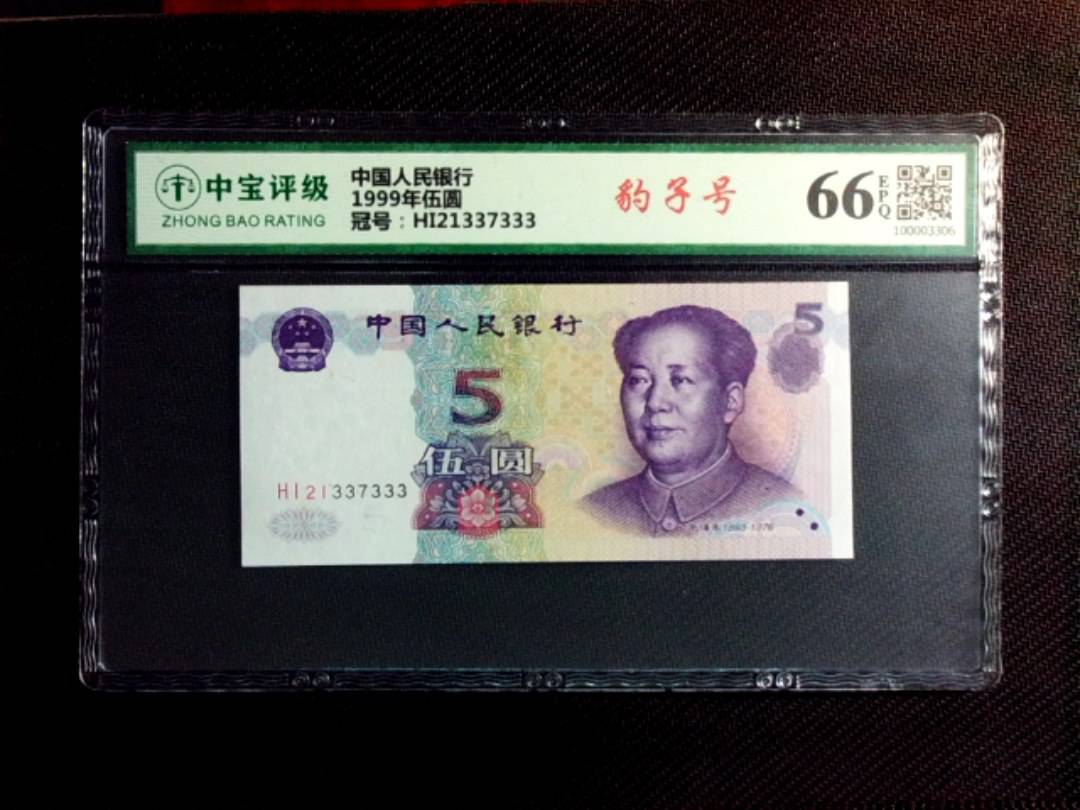 中宝评级
ZHONG BAO RATING
中国人民银行
1999年伍圆
冠号：HI21337333
豹子号
66 EPQ
100003306
中国人民银行
5
5
伍圆
HI21337333
1893-1976